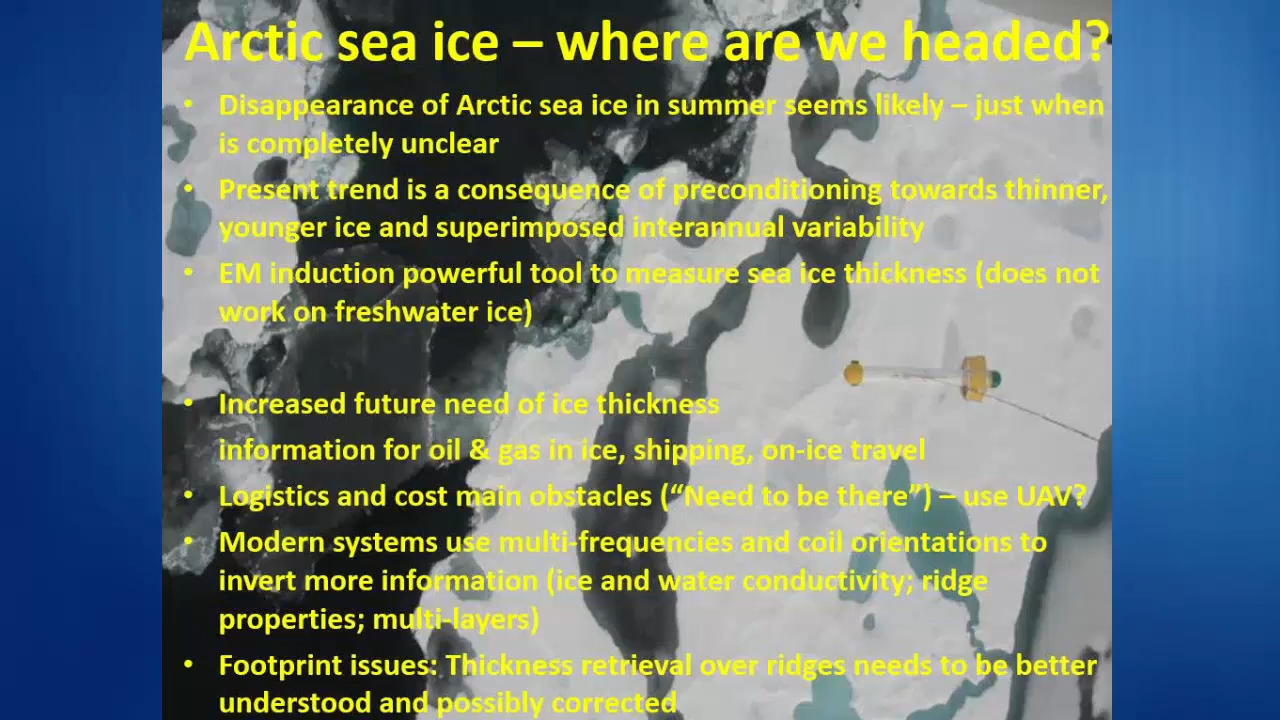 Arctic sea ice – where are we headed?
• Disappearance of Arctic sea ice in summer seems likely – just when
is completely unclear
• Present trend is a consequence of preconditioning towards thinner,
younger ice and superimposed interannual variability
• EM induction powerful tool to measure sea ice thickness (does not
work on freshwater ice)
• Increased future need of ice thickness
information for oil & gas in ice, shipping, on-ice travel
• Logistics and cost main obstacles (“Need to be there”) – use UAV?
• Modern systems use multi-frequencies and coil orientations to
invert more information (ice and water conductivity; ridge
properties; multi-layers)
• Footprint issues: Thickness retrieval over ridges needs to be better
understood and possibly corrected